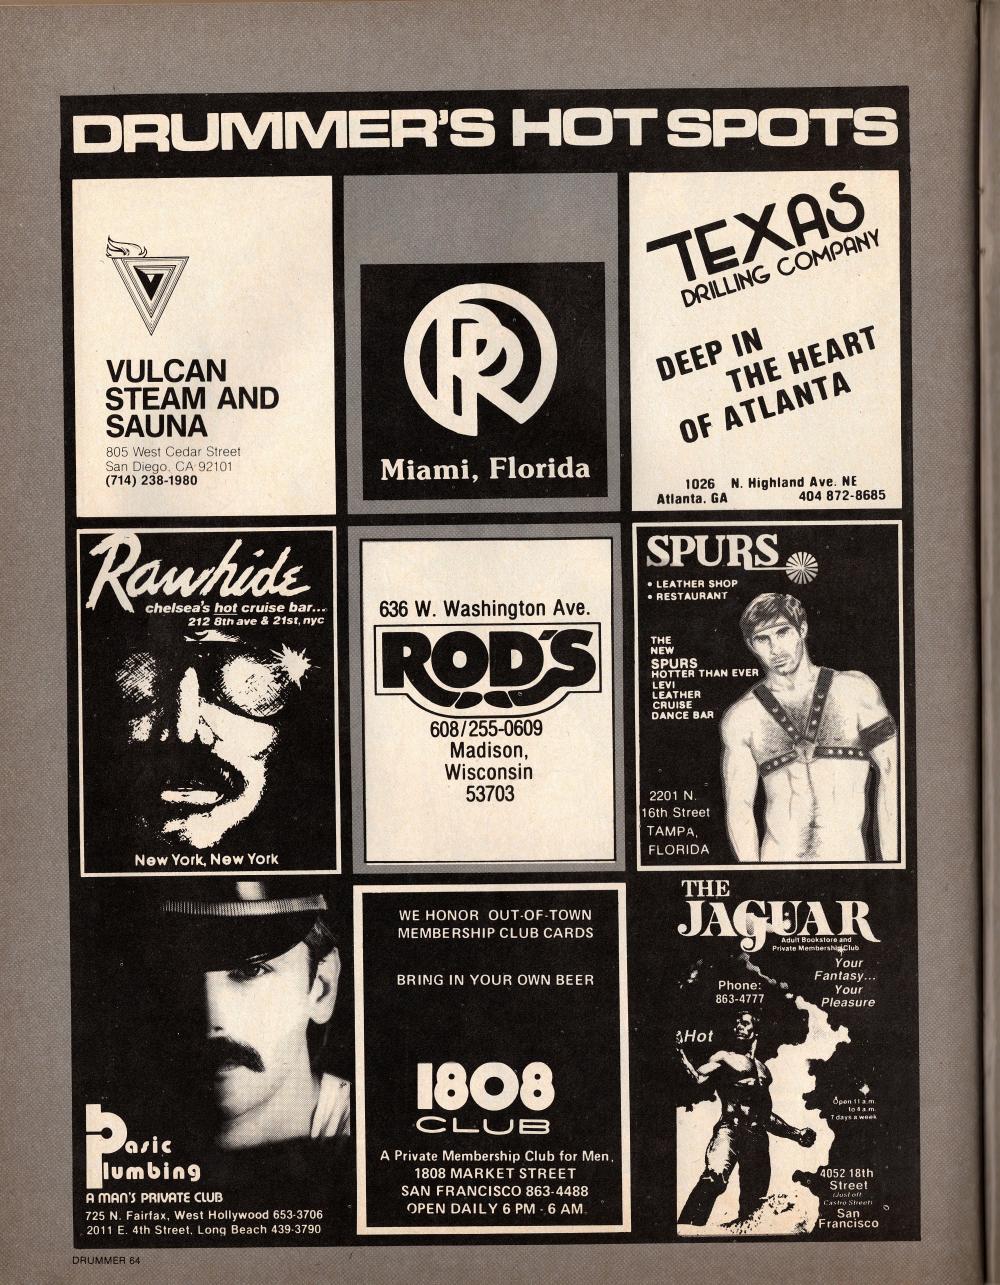 DRUMMER'S HOT SPOTS
VULCAN
STEAM AND
SAUNA
805 West Cedar Street
San Diego, CA 92101
(714) 238-1980
Miami, Florida
TEXAS
DRILLING COMPANY
DEEP IN
THE HEART
OF ATLANTA
1026 N. Highland Ave. NE
Atlanta. GA 404 872-8685
Rawhide
chelsea's hot cruise bar...
212 8th ave & 21st, nyc
New York, New York
636 W. Washington Ave.
ROD'S
608/255-0609
Madison,
Wisconsin
53703
SPURS
• LEATHER SHOP
• RESTAURANT
THE
NEW
SPURS
HOTTER THAN EVER
LEVI
LEATHER
CRUISE
DANCE BAR
2201 N.
16th Street
TAMPA,
FLORIDA
Basic
Plumbing
A MAN'S PRIVATE CLUB
725 N. Fairfax, West Hollywood 653-3706
2011 E. 4th Street, Long Beach 439-3790
WE HONOR OUT-OF-TOWN
MEMBERSHIP CLUB CARDS
BRING IN YOUR OWN BEER
1808
CLUB
A Private Membership Club for Men,
1808 MARKET STREET
SAN FRANCISCO 863-4488
OPEN DAILY 6 PM - 6 AM
THE
JAGUAR
Adult Bookstore and
Private Membership Club
Your
Fantasy...
Your
Pleasure
Phone:
863-4777
Hot
Open 11 a.m.
to 4 a.m.
7 days a week
4052 18th
Street
(Just off
Castro Street)
San
Francisco
DRUMMER 64